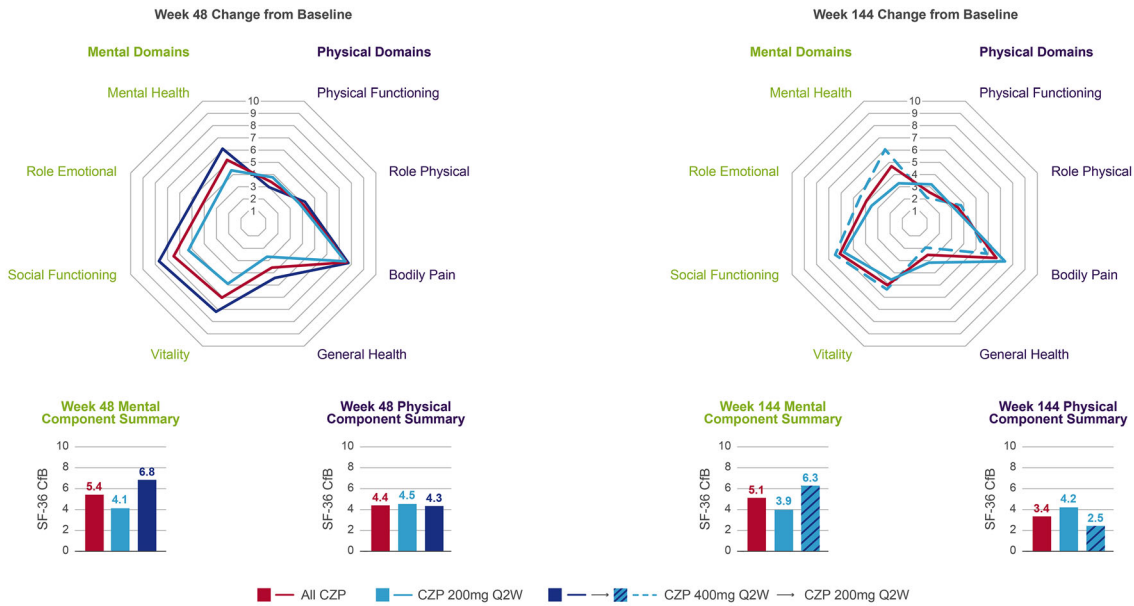 Week 48 Change from Baseline
Mental Domains
Physical Domains
Mental Health
Physical Functioning
Role Emotional
Role Physical
Social Functioning
Bodily Pain
Vitality
General Health
10
9
8
7
6
5
4
3
2
1
Week 144 Change from Baseline
Mental Domains
Physical Domains
Mental Health
Physical Functioning
Role Emotional
Role Physical
Social Functioning
Bodily Pain
Vitality
General Health
10
9
8
7
6
5
4
3
2
1
Week 48 Mental
Component Summary
SF-36 CfB
10
8
6
4
2
0
5.4
4.1
6.8
Week 48 Physical
Component Summary
10
8
6
4
2
0
4.4
4.5
4.3
Week 144 Mental
Component Summary
SF-36 CfB
10
8
6
4
2
0
5.1
3.9
6.3
Week 144 Physical
Component Summary
SF-36 CfB
10
8
6
4
2
0
3.4
4.2
2.5
All CZP
CZP 200mg Q2W
CZP 400mg Q2W → CZP 200mg Q2W